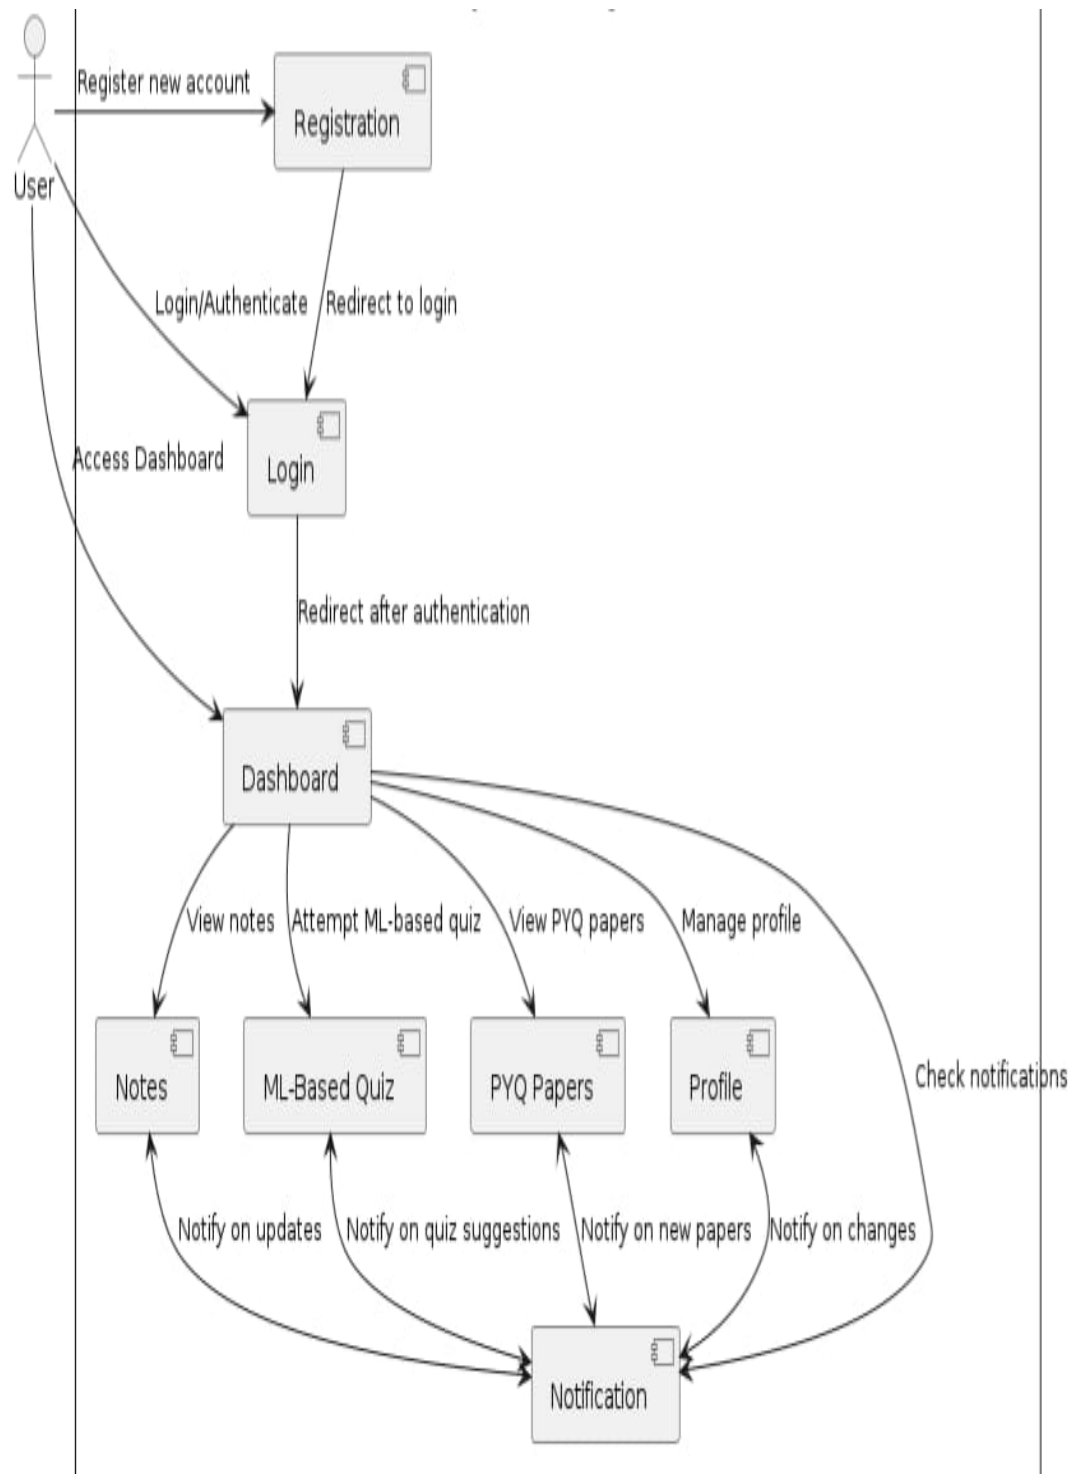 Register new account
Registration
User
Login/Authenticate
Redirect to login
Access Dashboard
Login
Redirect after authentication
Dashboard
View notes
Attempt ML-based quiz
View PYQ papers
Manage profile
Check notifications
Notes
ML-Based Quiz
PYQ Papers
Profile
Notify on updates
Notify on quiz suggestions
Notify on new papers
Notify on changes
Notification